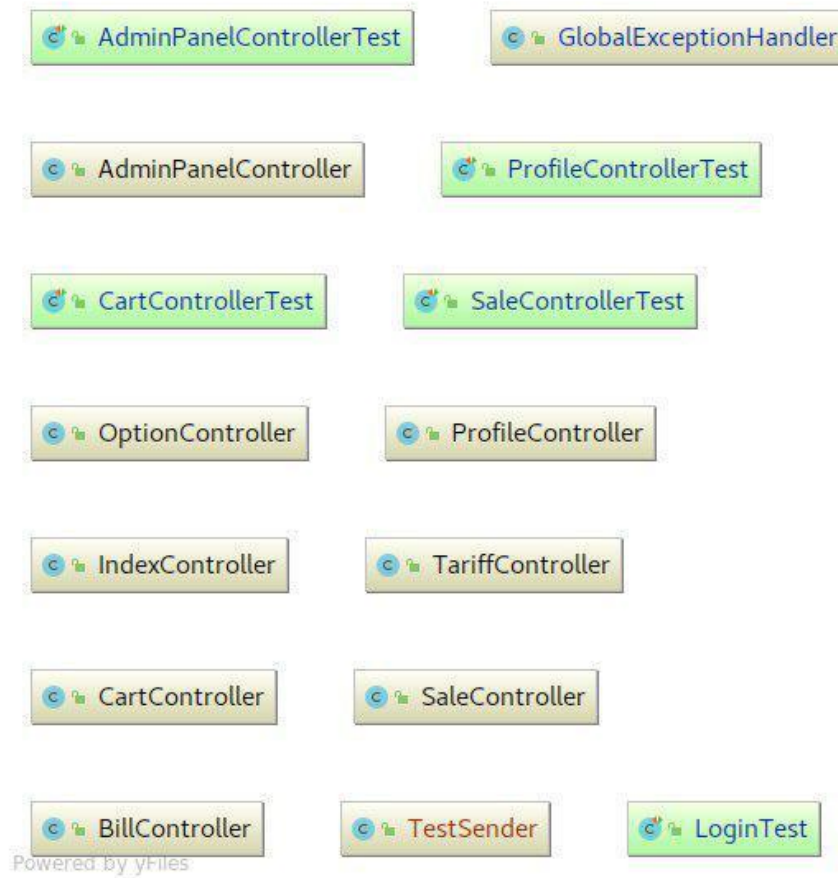 AdminPanelControllerTest GlobalExceptionHandler
AdminPanelController ProfileControllerTest
CartControllerTest SaleControllerTest
OptionController ProfileController
IndexController TariffController
CartController SaleController
BillController TestSender LoginTest
Powered by yFiles